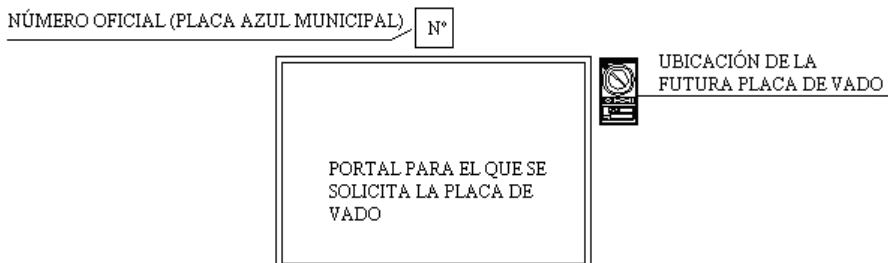 NÚMERO OFICIAL (PLACA AZUL MUNICIPAL)
Nº
UBICACIÓN DE LA
FUTURA PLACA DE VADO
PORTAL PARA EL QUE SE
SOLICITA LA PLACA DE
VADO